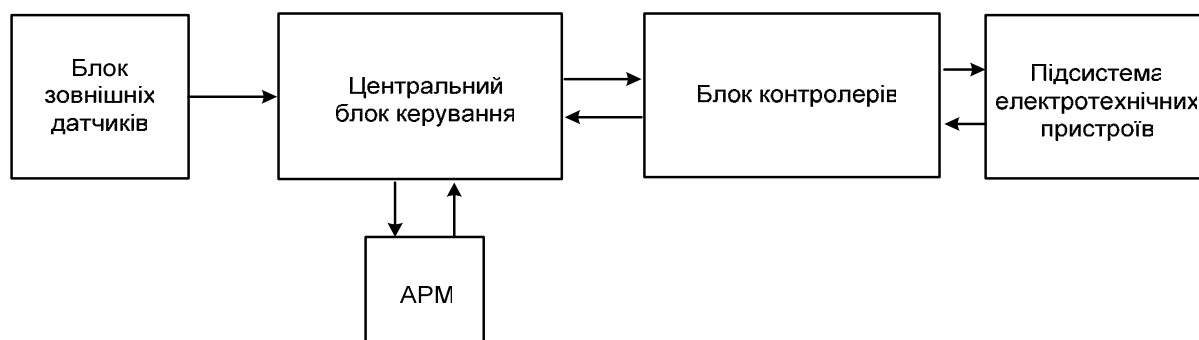 Блок
зовнішніх
датчиків
Центральний
блок керування
Блок контролерів
Підсистема
електротехнічних
пристроїв
АРМ